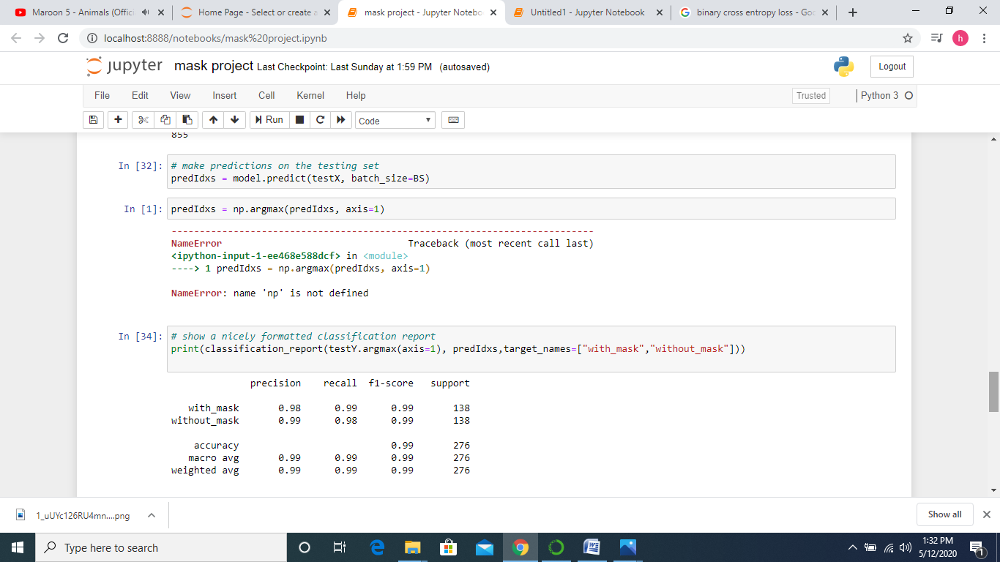 Maroon 5 - Animals (Offici
Home Page - Select or create a
mask project - Jupyter Notebo
Untitled1 - Jupyter Notebook
binary cross entropy loss - Goo
localhost:8888/notebooks/mask%20project.ipynb
h
jupyter mask project Last Checkpoint: Last Sunday at 1:59 PM (autosaved)
Logout
File Edit View Insert Cell Kernel Help
Trusted
Python 3
Run
Code
855
In [32]: # make predictions on the testing set
predIdxs = model.predict(testX, batch_size=BS)
In [1]: predIdxs = np.argmax(predIdxs, axis=1)
---------------------------------------------------------------------------
NameError Traceback (most recent call last)
<ipython-input-1-ee468e588dcf> in <module>
----> 1 predIdxs = np.argmax(predIdxs, axis=1)
NameError: name 'np' is not defined
In [34]: # show a nicely formatted classification report
print(classification_report(testY.argmax(axis=1), predIdxs,target_names=["with_mask","without_mask"]))
precision recall f1-score support
with_mask 0.98 0.99 0.99 138
without_mask 0.99 0.98 0.99 138
accuracy 0.99 276
macro avg 0.99 0.99 0.99 276
weighted avg 0.99 0.99 0.99 276
1_uUYc126RU4mn....png
Show all
Type here to search
1:32 PM
5/12/2020
1